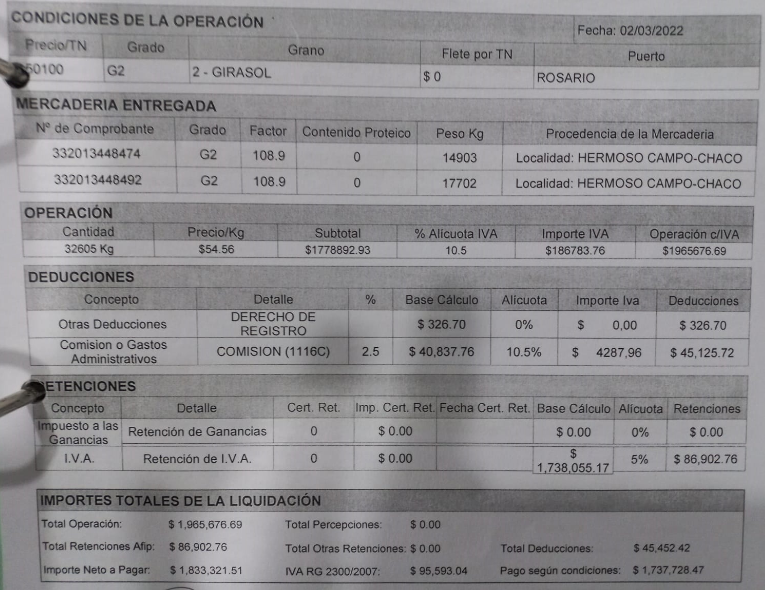 CONDICIONES DE LA OPERACIÓN
Fecha: 02/03/2022
Precio/TN Grado Grano Flete por TN Puerto
50100 G2 2 - GIRASOL $ 0 ROSARIO
MERCADERIA ENTREGADA
Nº de Comprobante Grado Factor Contenido Proteico Peso Kg Procedencia de la Mercaderia
332013448474 G2 108.9 0 14903 Localidad: HERMOSO CAMPO-CHACO
332013448492 G2 108.9 0 17702 Localidad: HERMOSO CAMPO-CHACO
OPERACIÓN
Cantidad Precio/Kg Subtotal % Alicuota IVA Importe IVA Operación c/IVA
32605 Kg $54.56 $1778892.93 10.5 $186783.76 $1965676.69
DEDUCCIONES
Concepto Detalle % Base Cálculo Alícuota Importe Iva Deducciones
Otras Deducciones DERECHO DE REGISTRO $ 326.70 0% $ 0,00 $ 326.70
Comision o Gastos Administrativos COMISION (1116C) 2.5 $ 40,837.76 10.5% $ 4287,96 $ 45,125.72
RETENCIONES
Concepto Detalle Cert. Ret. Imp. Cert. Ret. Fecha Cert. Ret. Base Cálculo Alícuota Retenciones
Impuesto a las Ganancias Retención de Ganancias 0 $ 0.00 $ 0.00 0% $ 0.00
I.V.A. Retención de I.V.A. 0 $ 0.00 $ 1,738,055.17 5% $ 86,902.76
IMPORTES TOTALES DE LA LIQUIDACIÓN
Total Operación: $ 1,965,676.69 Total Percepciones: $ 0.00
Total Retenciones Afip: $ 86,902.76 Total Otras Retenciones: $ 0.00 Total Deducciones: $ 45,452.42
Importe Neto a Pagar: $ 1,833,321.51 IVA RG 2300/2007: $ 95,593.04 Pago según condiciones: $ 1,737,728.47